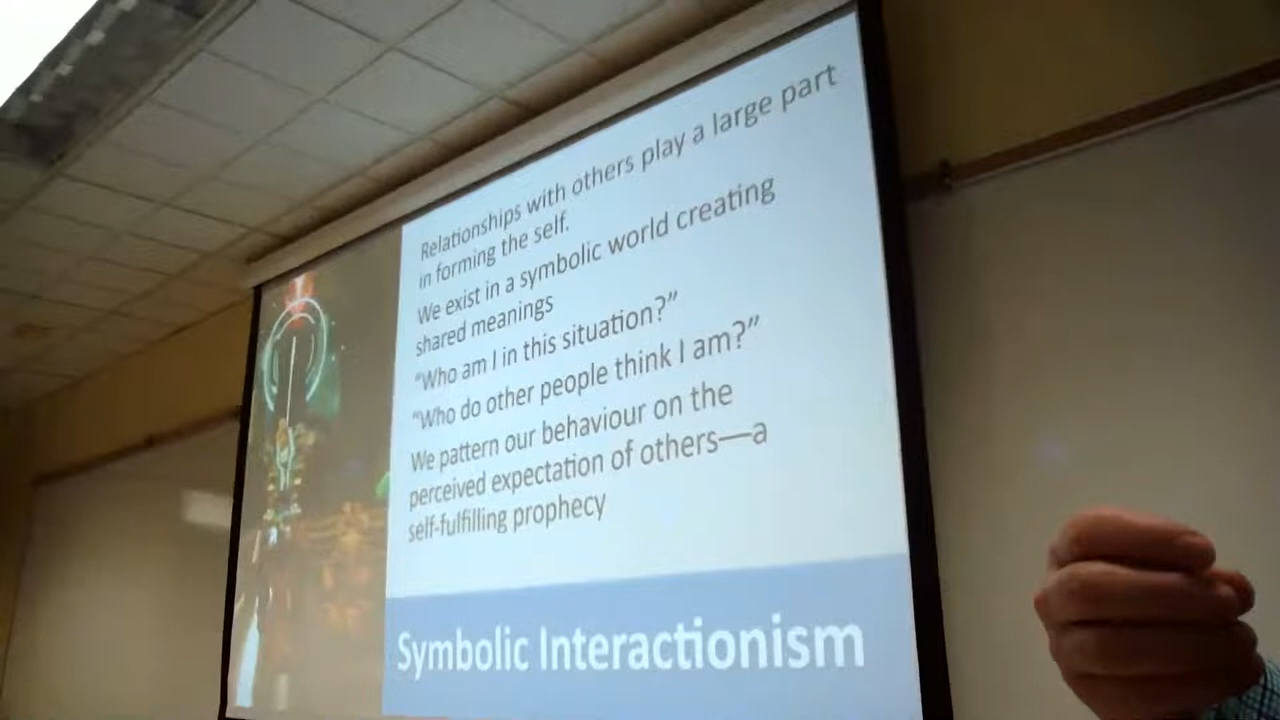 Relationships with others play a large part
in forming the self.
We exist in a symbolic world creating
shared meanings
“Who am I in this situation?”
“Who do other people think I am?”
We pattern our behaviour on the
perceived expectation of others—a
self-fulfilling prophecy
Symbolic Interactionism